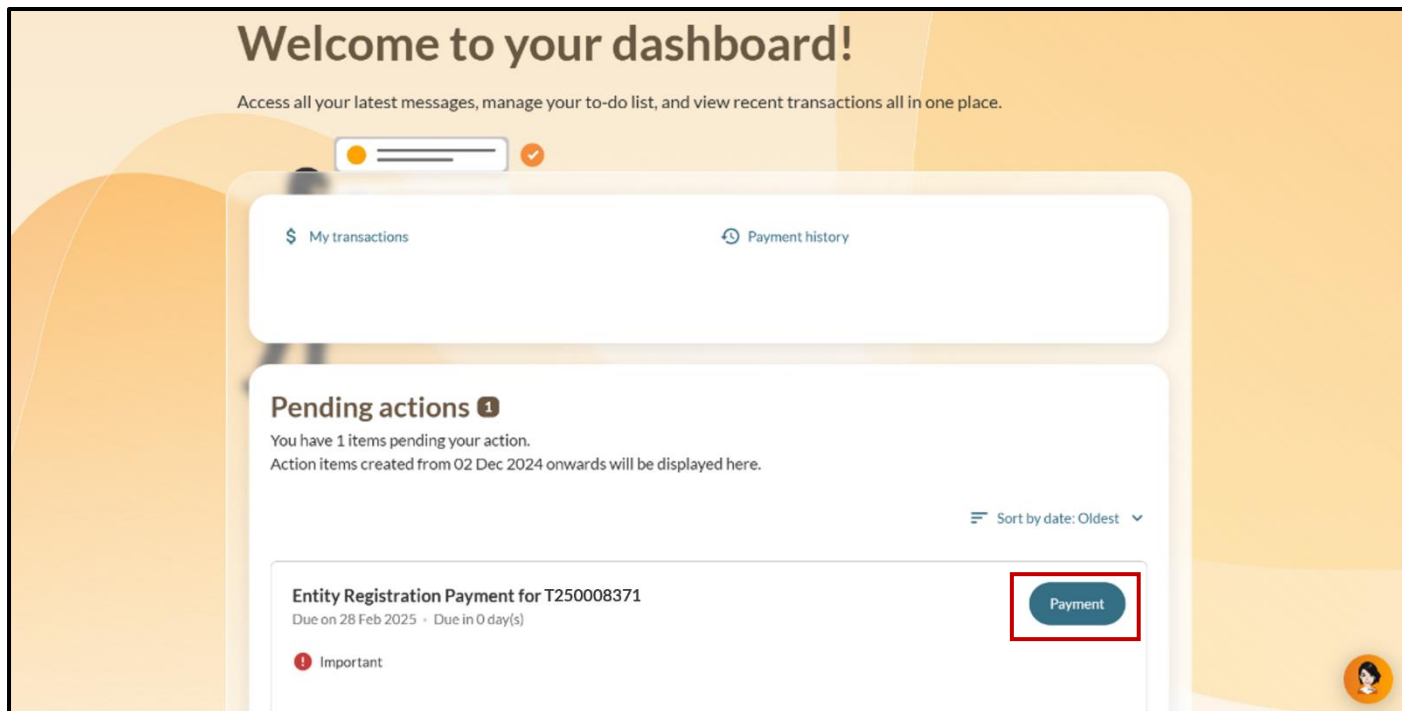 Welcome to your dashboard!
Access all your latest messages, manage your to-do list, and view recent transactions all in one place.
$ My transactions
Payment history
Pending actions 1
You have 1 items pending your action.
Action items created from 02 Dec 2024 onwards will be displayed here.
Sort by date: Oldest
Entity Registration Payment for T250008371
Payment
Due on 28 Feb 2025 • Due in 0 day(s)
! Important